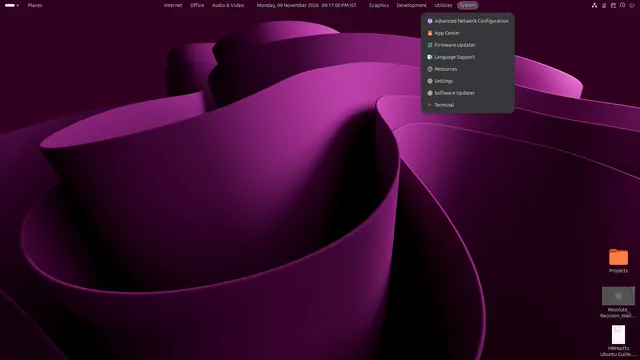 Places
Internet Office Audio & Video Monday, 09 November 2026 09:17:00 PM IST Graphics Development Utilities System
Advanced Network Configuration
App Center
Firmware Updater
Language Support
Resources
Settings
Software Updater
Terminal
Projects
Resolute_
Raccoon_Wall...
Ubuntu Guide...